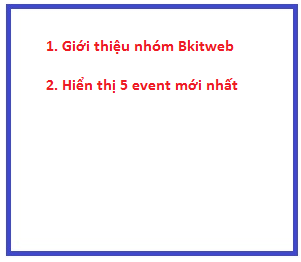 1. Giới thiệu nhóm Bkitweb
2. Hiển thị 5 event mới nhất